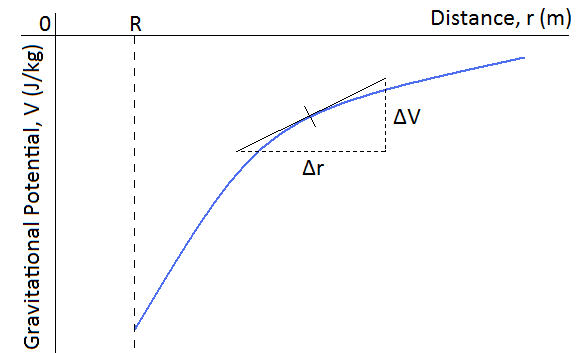 0
R
Distance, r (m)
Gravitational Potential, V (J/kg)
ΔV
Δr